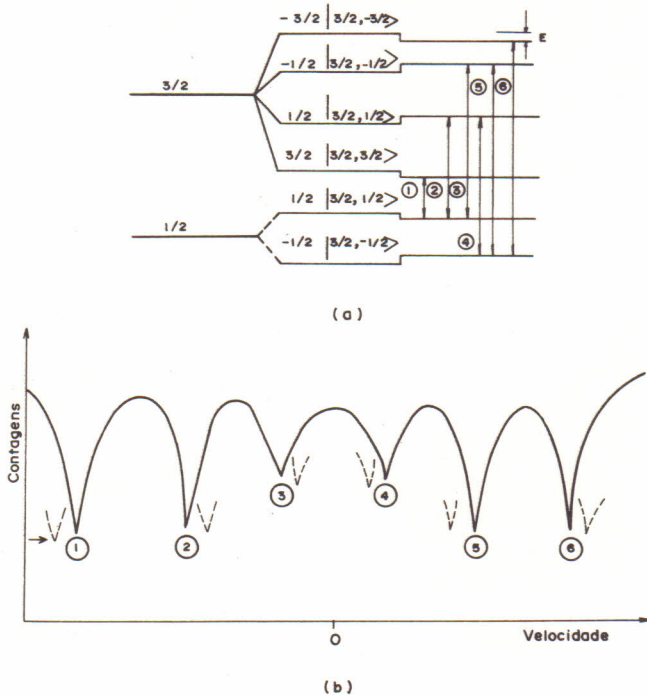 - 3/2 |3/2,-3/2>
E
-1/2 |3/2,-1/2>
3/2
5 6
1/2 |3/2,1/2>
3/2 |3/2,3/2>
1 2 3
1/2 |3/2,1/2>
1/2
4
-1/2 |3/2,-1/2>
(a)
Contagens
3 4
1 2 5 6
0
Velocidade
(b)